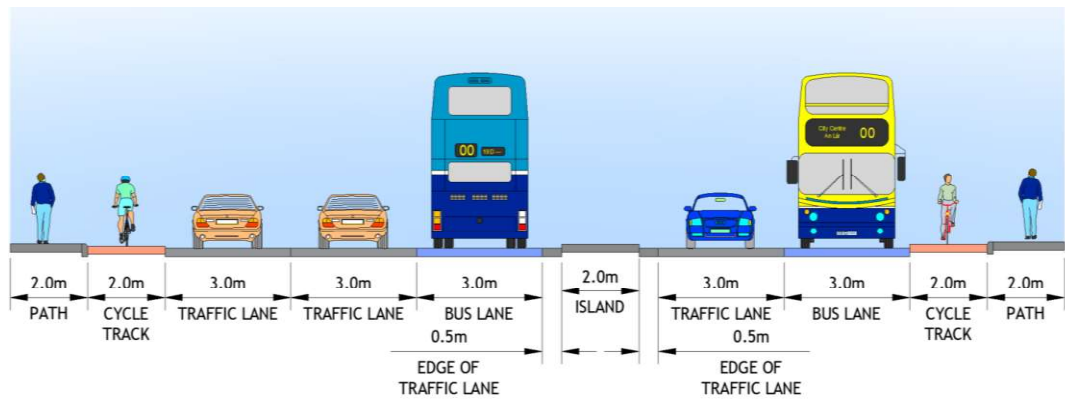 00
City Centre
An Lár
00
2.0m
2.0m
3.0m
3.0m
3.0m
2.0m
3.0m
3.0m
2.0m
2.0m
PATH
CYCLE
TRACK
TRAFFIC LANE
TRAFFIC LANE
BUS LANE
ISLAND
TRAFFIC LANE
BUS LANE
CYCLE
TRACK
PATH
0.5m
EDGE OF
TRAFFIC LANE
0.5m
EDGE OF
TRAFFIC LANE